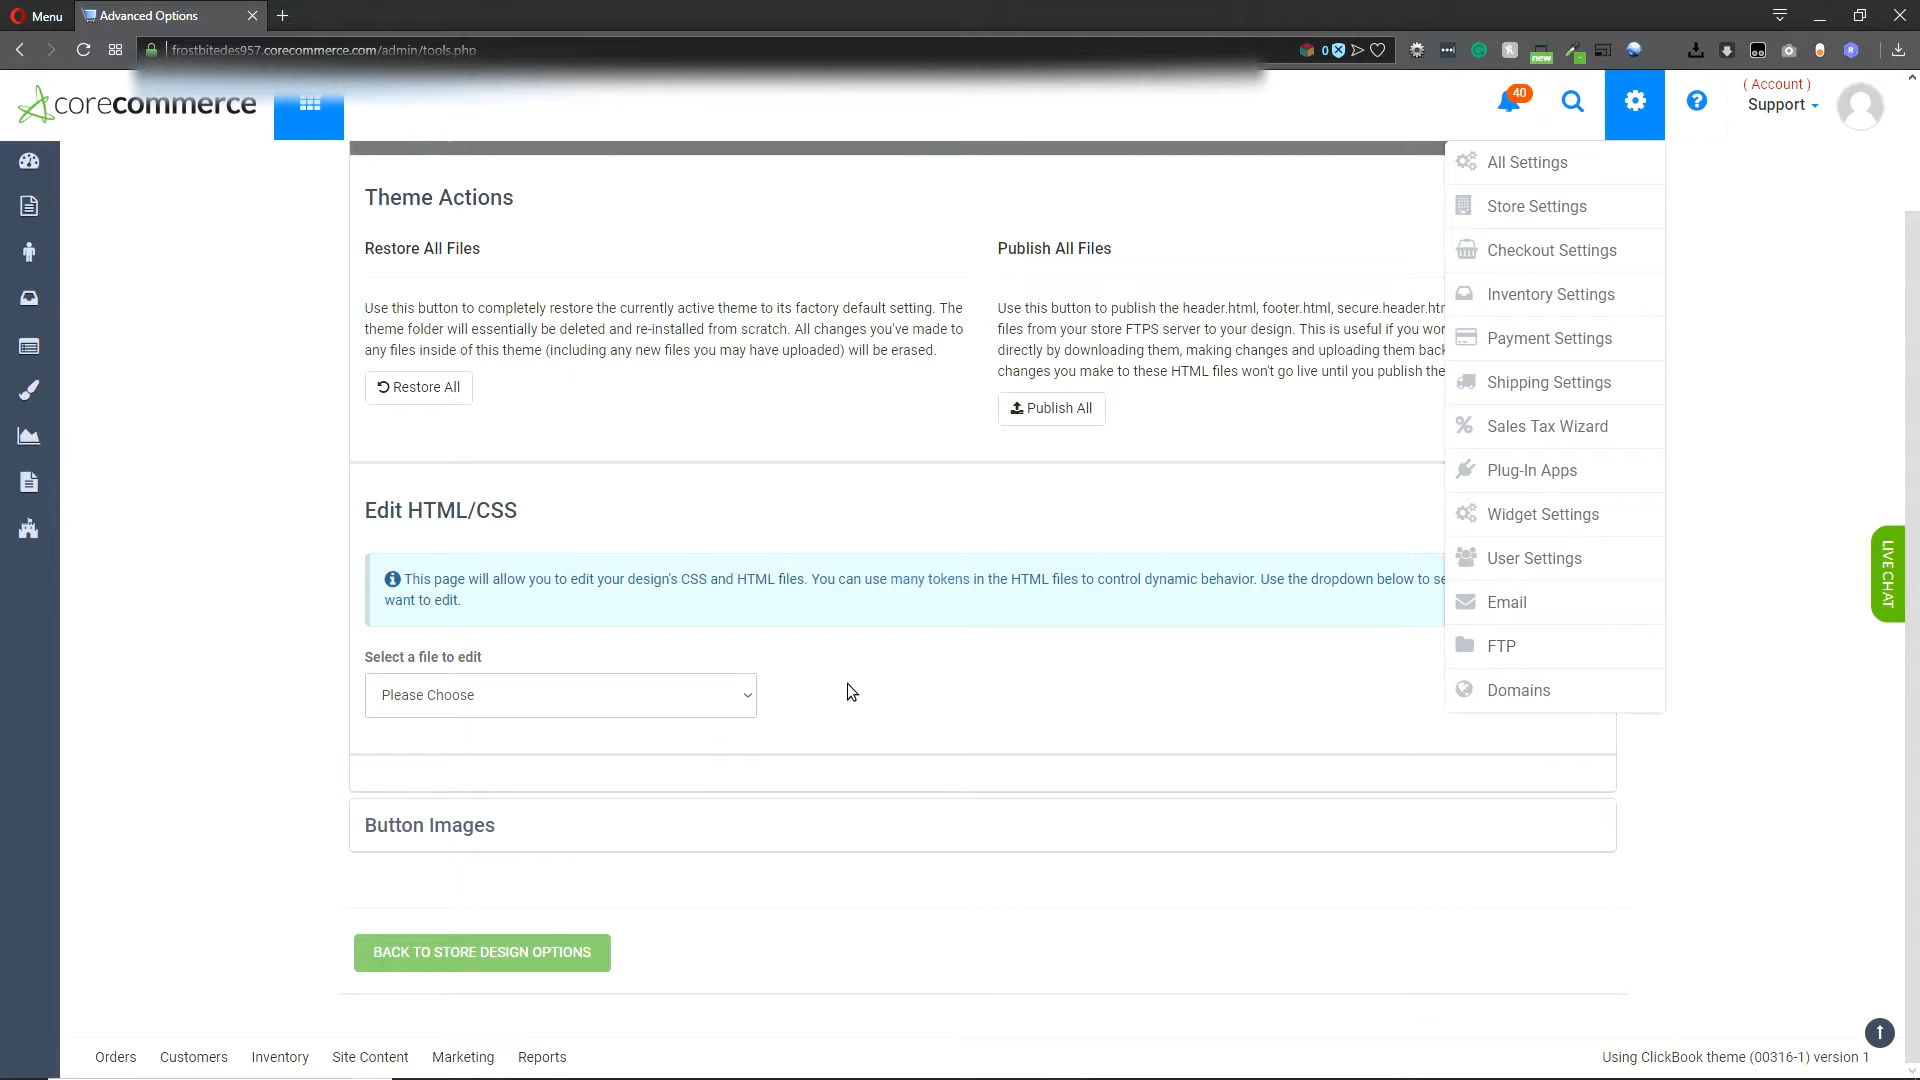 Menu
Advanced Options
frostbitedes957.corecommerce.com/admin/tools.php
0
new
corecommerce
40
( Account )
Support
All Settings
Store Settings
Checkout Settings
Inventory Settings
Payment Settings
Shipping Settings
Sales Tax Wizard
Plug-In Apps
Widget Settings
User Settings
Email
FTP
Domains
Theme Actions
Restore All Files
Use this button to completely restore the currently active theme to its factory default setting. The
theme folder will essentially be deleted and re-installed from scratch. All changes you've made to
any files inside of this theme (including any new files you may have uploaded) will be erased.
Restore All
Publish All Files
Use this button to publish the header.html, footer.html, secure.header.htm
files from your store FTPS server to your design. This is useful if you wor
directly by downloading them, making changes and uploading them back
changes you make to these HTML files won't go live until you publish the
Publish All
Edit HTML/CSS
This page will allow you to edit your design's CSS and HTML files. You can use many tokens in the HTML files to control dynamic behavior. Use the dropdown below to se
want to edit.
Select a file to edit
Please Choose
Button Images
BACK TO STORE DESIGN OPTIONS
LIVE CHAT
Orders Customers Inventory Site Content Marketing Reports
Using ClickBook theme (00316-1) version 1